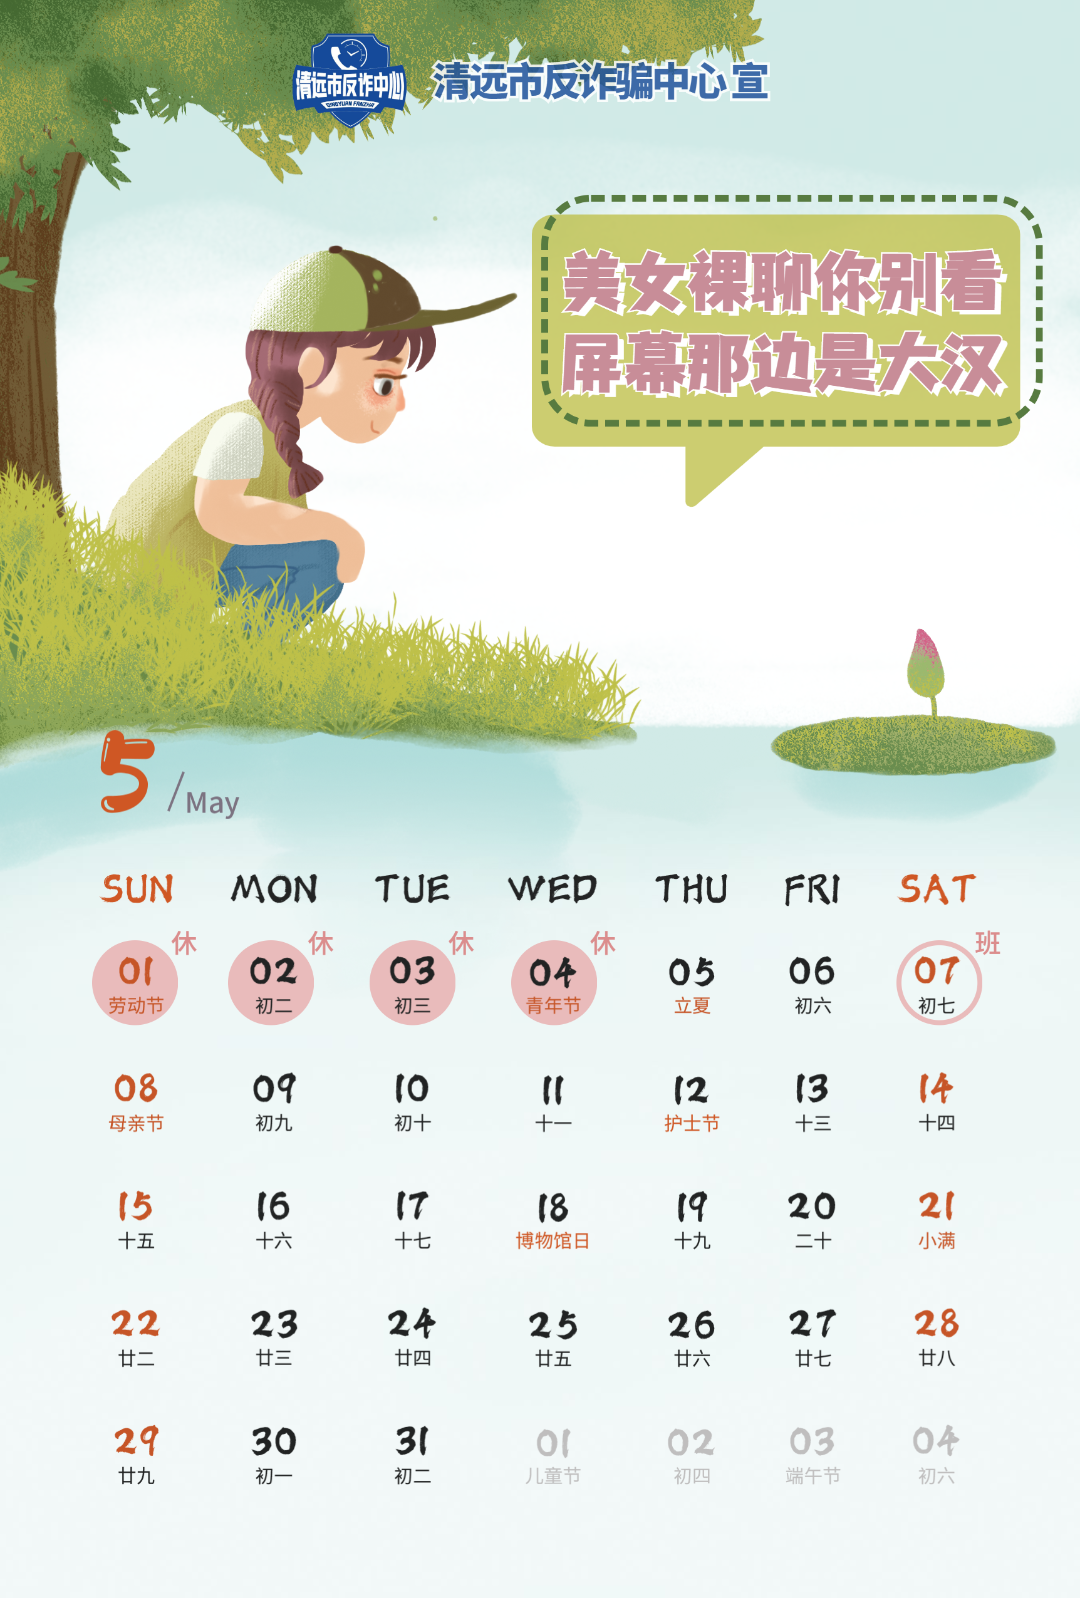 清远市反诈中心
QINGYUAN FANZHA
清远市反诈骗中心 宣
美女裸聊你别看
屏幕那边是大汉
5/May
SUN MON TUE WED THU FRI SAT
休 休 休 休 班
01 02 03 04 05 06 07
劳动节 初二 初三 青年节 立夏 初六 初七
08 09 10 11 12 13 14
母亲节 初九 初十 十一 护士节 十三 十四
15 16 17 18 19 20 21
十五 十六 十七 博物馆日 十九 二十 小满
22 23 24 25 26 27 28
廿二 廿三 廿四 廿五 廿六 廿七 廿八
29 30 31 01 02 03 04
廿九 初一 初二 儿童节 初四 端午节 初六